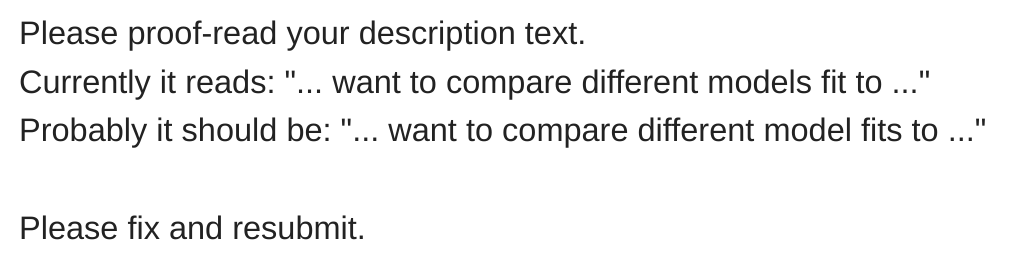 Please proof-read your description text.
Currently it reads: "... want to compare different models fit to ..."
Probably it should be: "... want to compare different model fits to ..."
Please fix and resubmit.